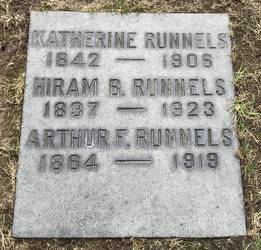 KATHERINE RUNNELS
1842 — 1906
HIRAM B. RUNNELS
1837 — 1923
ARTHUR F. RUNNELS
1864 — 1919